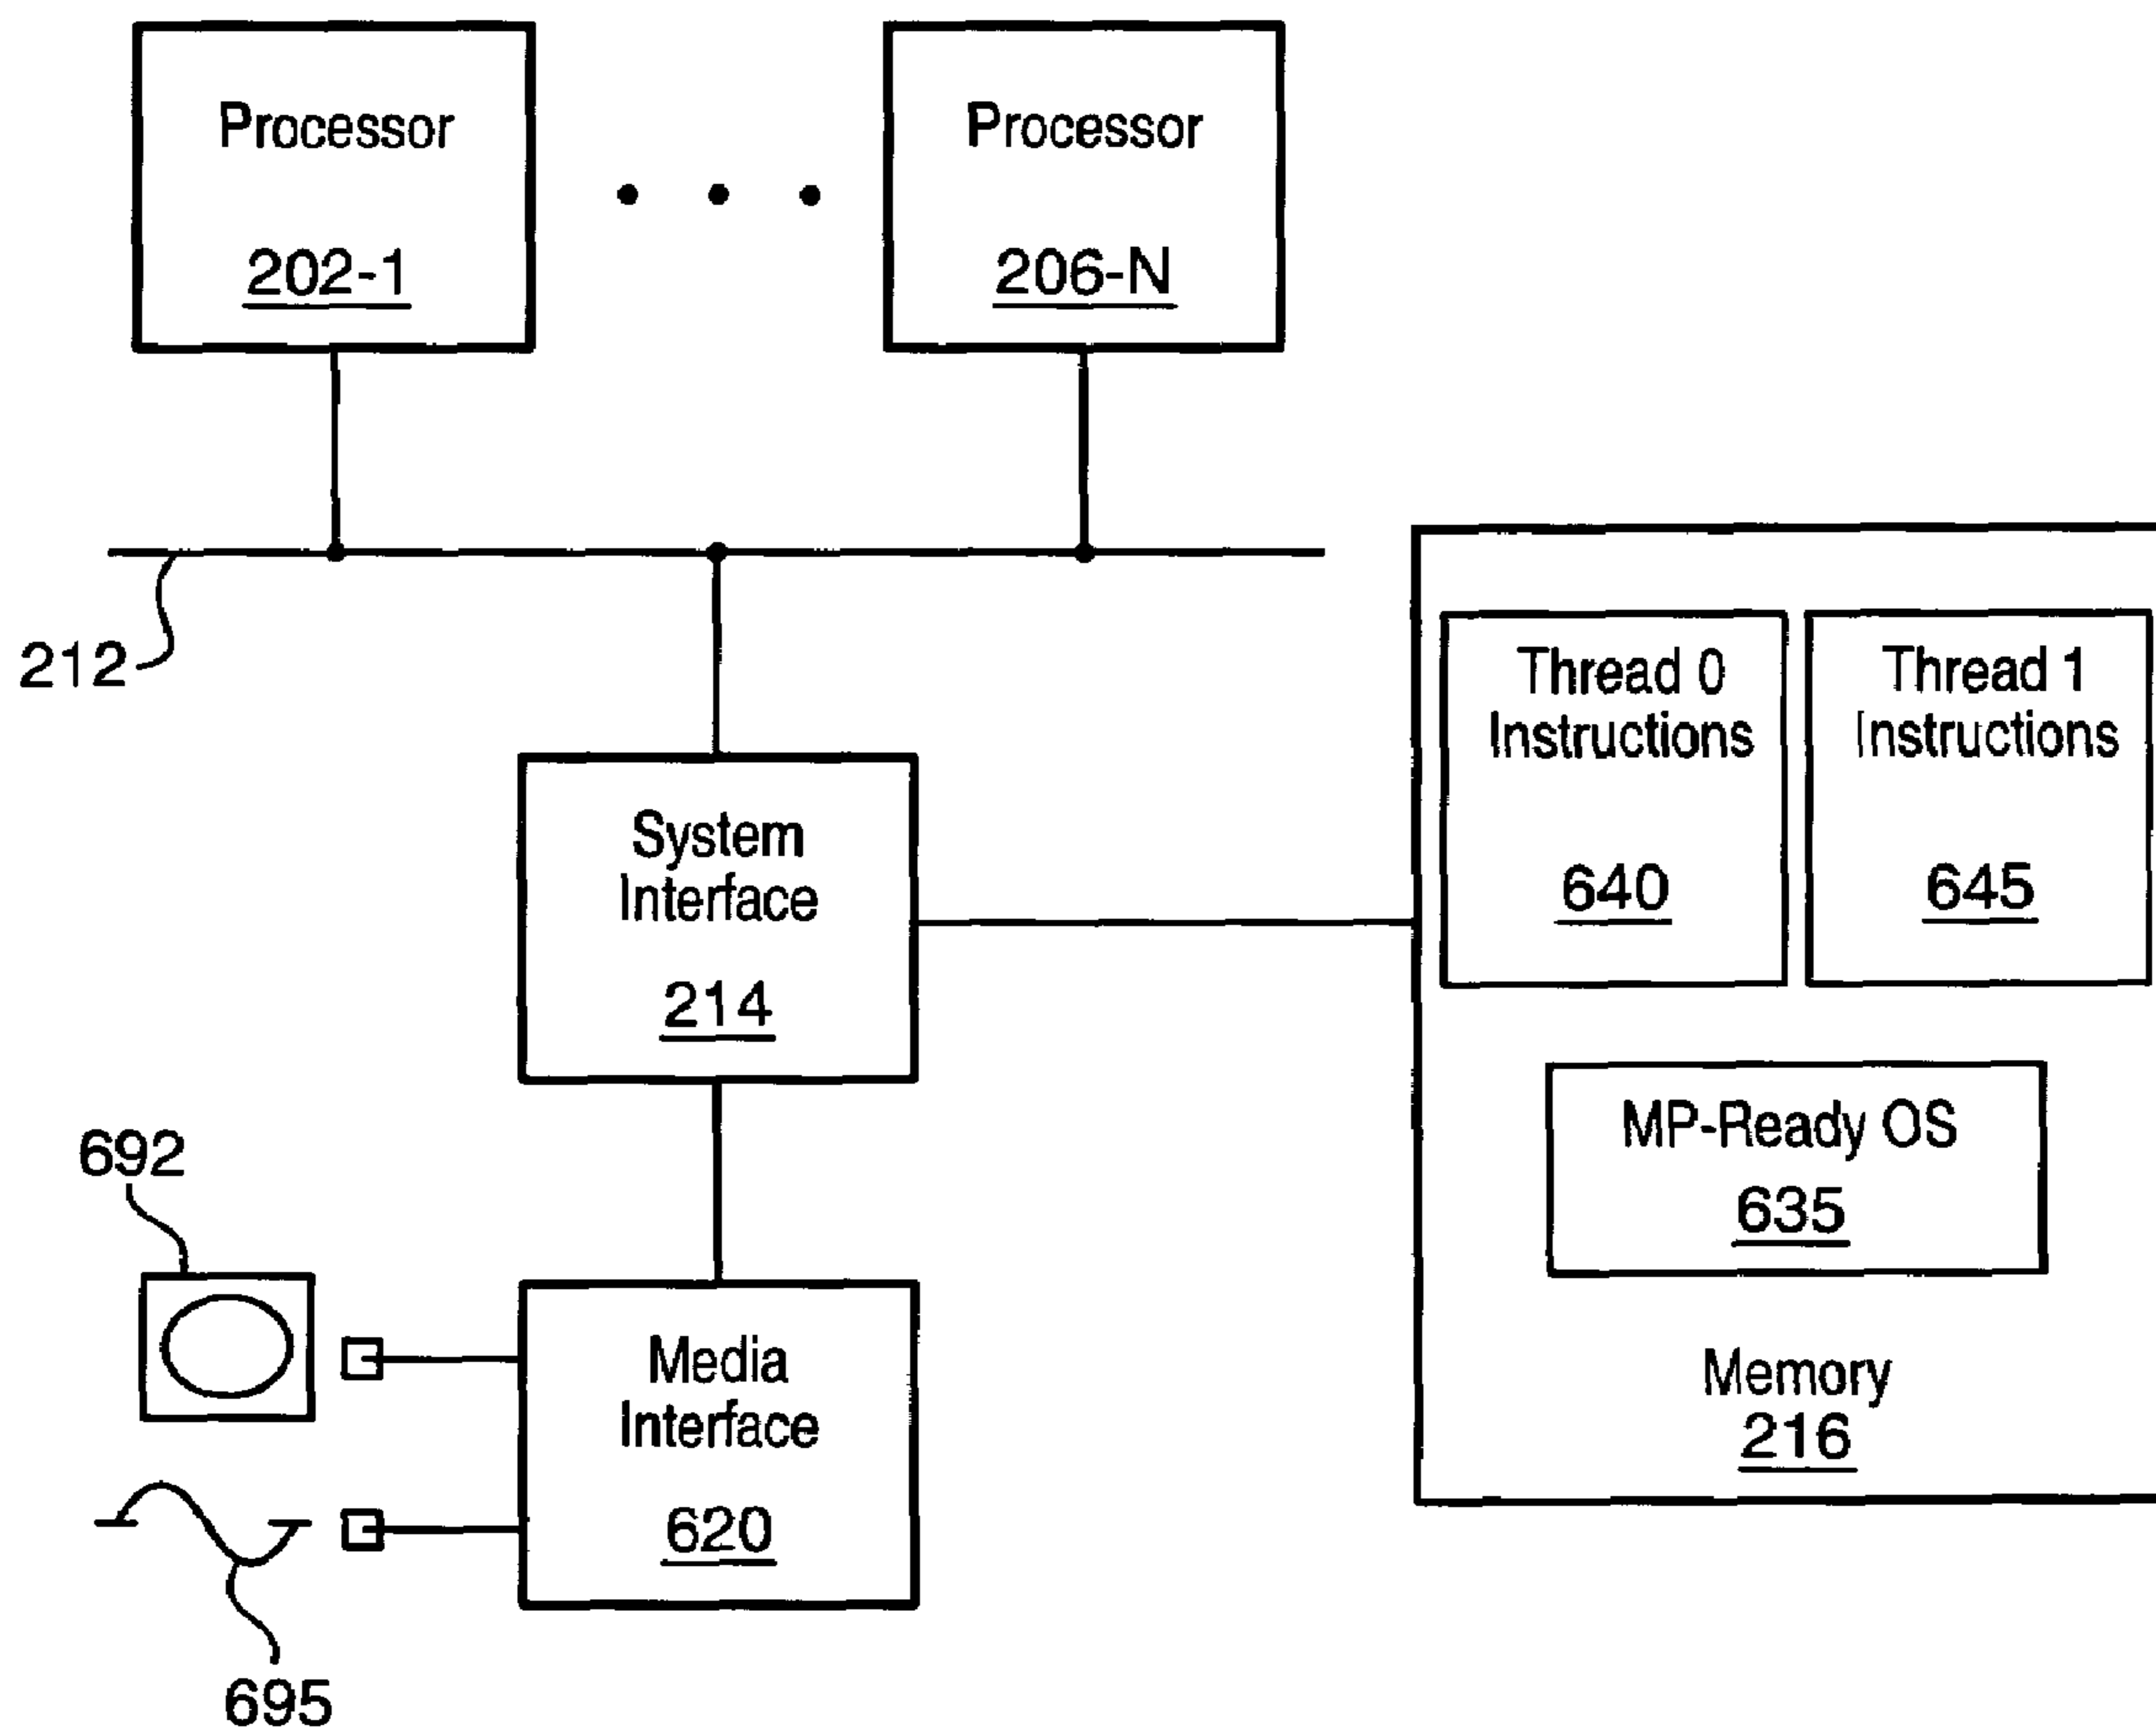 Processor
202-1
Processor
206-N
212
System
Interface
214
Thread 0
Instructions
640
Thread 1
Instructions
645
MP-Ready OS
635
Memory
216
692
Media
Interface
620
695